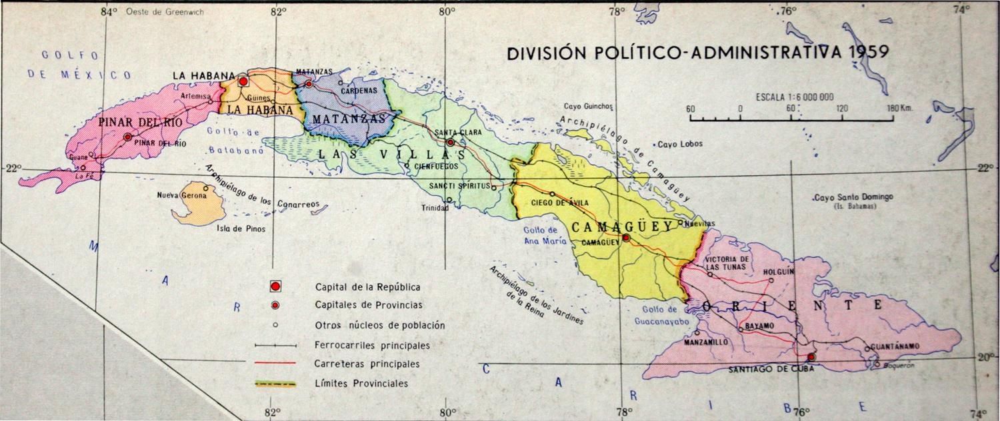 84°
Oeste de Greenwich
82°
80°
78°
76°
74°
GOLFO
DE MÉXICO
DIVISIÓN POLÍTICO-ADMINISTRATIVA 1959
ESCALA 1:6 000 000
60 0 60 120 180 Km.
LA HABANA
MATANZAS
CÁRDENAS
Artemisa
Güines
LA HABANA
MATANZAS
PINAR DEL RÍO
PINAR DEL RÍO
Guane
La Fé
Golfo de
Batabanó
SANTA CLARA
LAS VILLAS
CIENFUEGOS
SANCTI SPÍRITUS
Trinidad
Cayo Guinchos
Archipiélago de Camagüey
Cayo Lobos
22°
22°
Archipiélago de los Canarreos
Nueva Gerona
Isla de Pinos
Cayo Santo Domingo
(Is. Bahamas)
CIEGO DE ÁVILA
CAMAGÜEY
Nuevitas
CAMAGÜEY
Golfo de
Ana María
VICTORIA DE
LAS TUNAS
HOLGUÍN
Archipiélago de los Jardines
de la Reina
ORIENTE
Golfo de
Guacanayabo
BAYAMO
MANZANILLO
GUANTÁNAMO
SANTIAGO DE CUBA
Boquerón
20°
MAR CARIBE
Capital de la República
Capitales de Provincias
Otros núcleos de población
Ferrocarriles principales
Carreteras principales
Límites Provinciales
82°
80°
78°
76°
74°